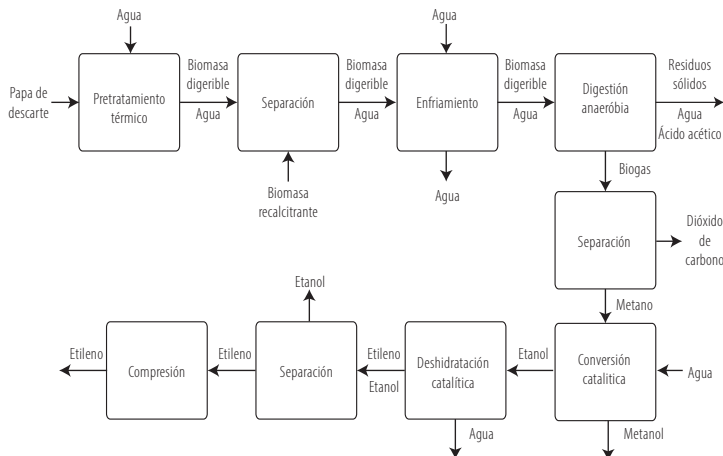 Agua
Agua
Papa de
descarte
Pretratamiento
térmico
Biomasa
digerible
Agua
Separación
Biomasa
digerible
Agua
Enfriamiento
Biomasa
digerible
Agua
Digestión
anaeróbia
Residuos
sólidos
Agua
Ácido acético
Biomasa
recalcitrante
Agua
Biogas
Separación
Dióxido
de
carbono
Metano
Etanol
Etileno
Compresión
Etileno
Separación
Etileno
Etanol
Deshidratación
catalítica
Etanol
Conversión
catalitica
Agua
Agua
Metanol